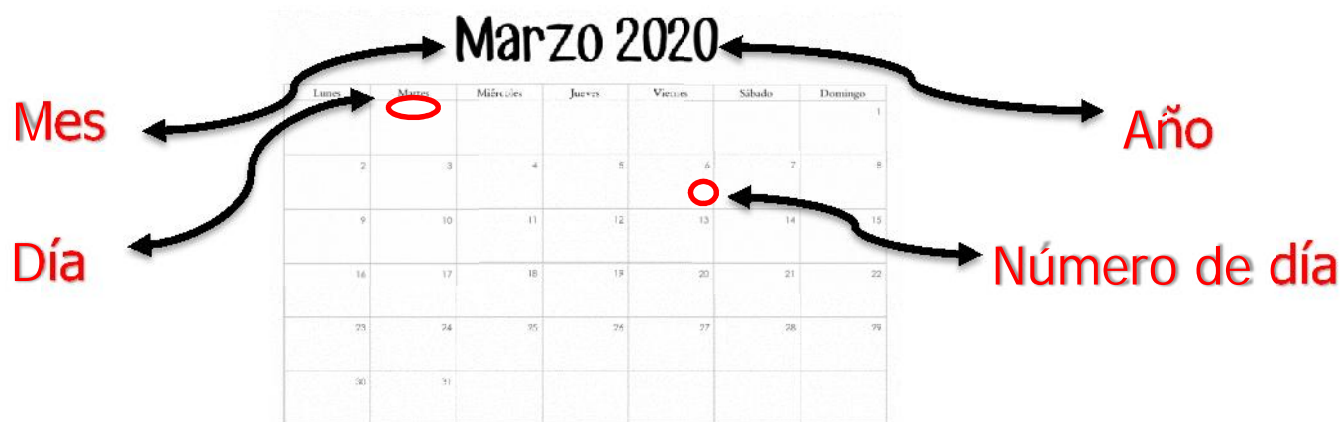 Marzo 2020
Lunes Martes Miércoles Jueves Viernes Sábado Domingo
Mes
Año
1
2 3 4 5 6 7 8
9 10 11 12 13 14 15
Día
Número de día
16 17 18 19 20 21 22
23 24 25 26 27 28 29
30 31